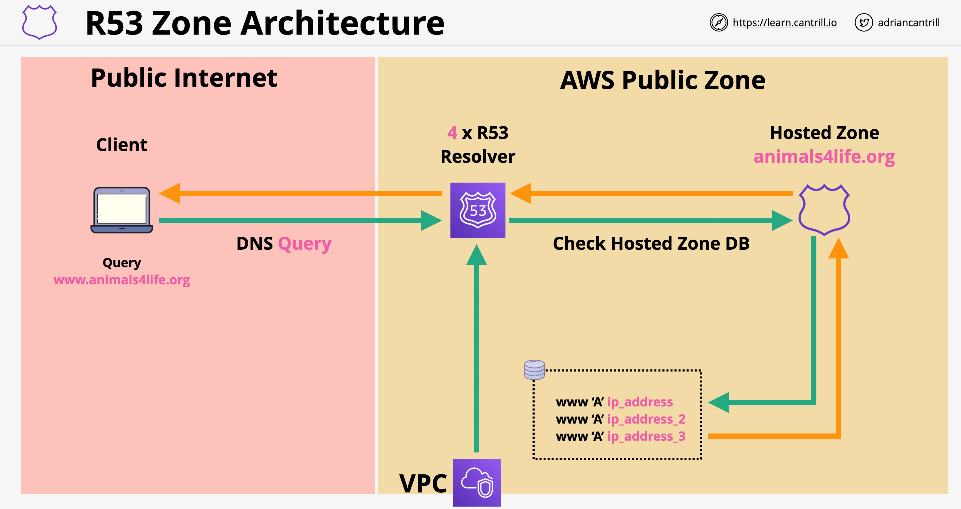 R53 Zone Architecture
https://learn.cantrill.io
adriancantrill
Public Internet
AWS Public Zone
Client
4 x R53
Resolver
Hosted Zone
animals4life.org
53
DNS Query
Check Hosted Zone DB
Query
www.animals4life.org
www ‘A’ ip_address
www ‘A’ ip_address_2
www ‘A’ ip_address_3
VPC